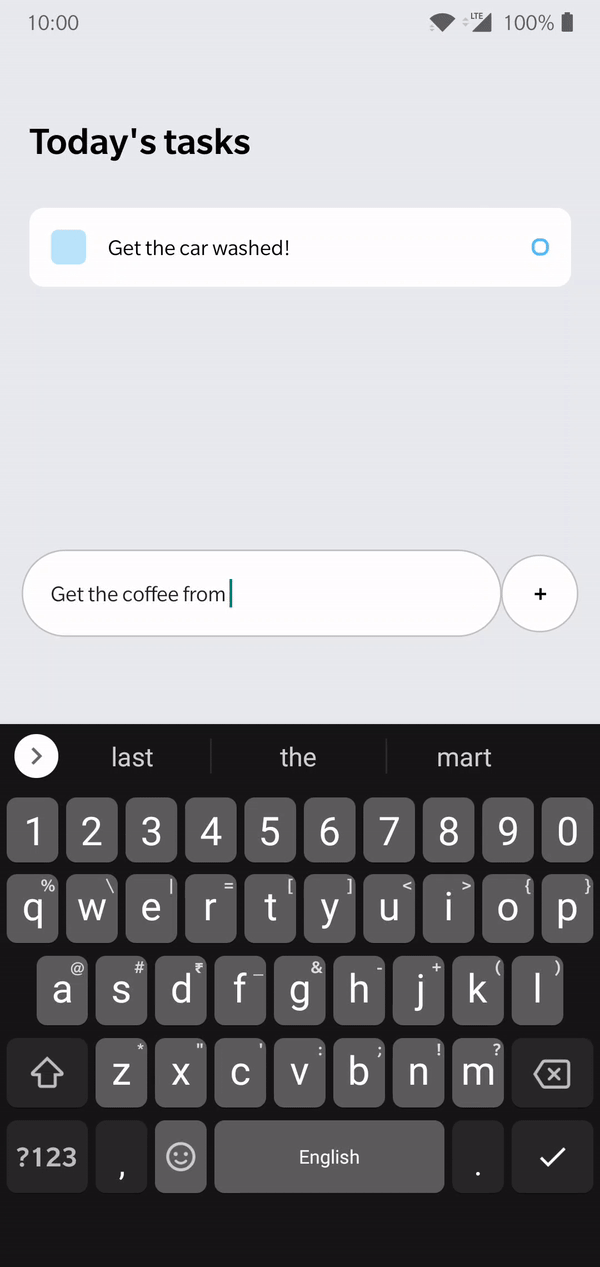 10:00 LTE 100%
Today's tasks
Get the car washed!
Get the coffee from
+
last the mart
1 2 3 4 5 6 7 8 9 0
% \ | = [ ] < > { }
q w e r t y u i o p
@ # ₹ _ & - + ( )
a s d f g h j k l
* " ' : ; ! ?
z x c v b n m
?123 , English .